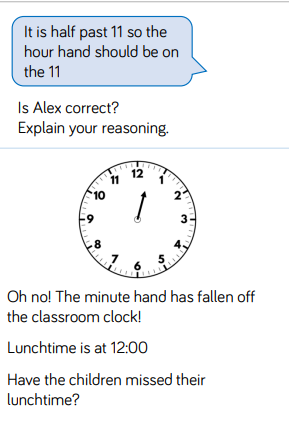 It is half past 11 so the
hour hand should be on
the 11
Is Alex correct?
Explain your reasoning.
12
11 1
10 2
9 3
8 4
7 5
6
Oh no! The minute hand has fallen off
the classroom clock!
Lunchtime is at 12:00
Have the children missed their
lunchtime?